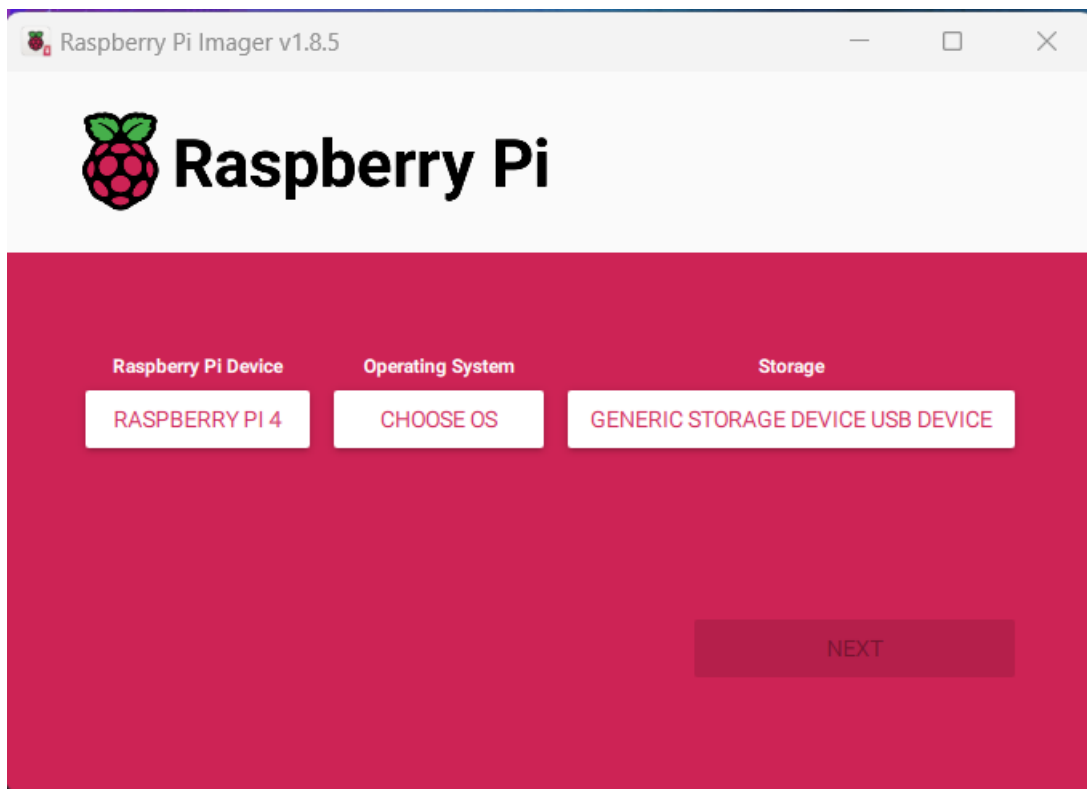 Raspberry Pi Imager v1.8.5
Raspberry Pi
Raspberry Pi Device
Operating System
Storage
RASPBERRY PI 4
CHOOSE OS
GENERIC STORAGE DEVICE USB DEVICE
NEXT